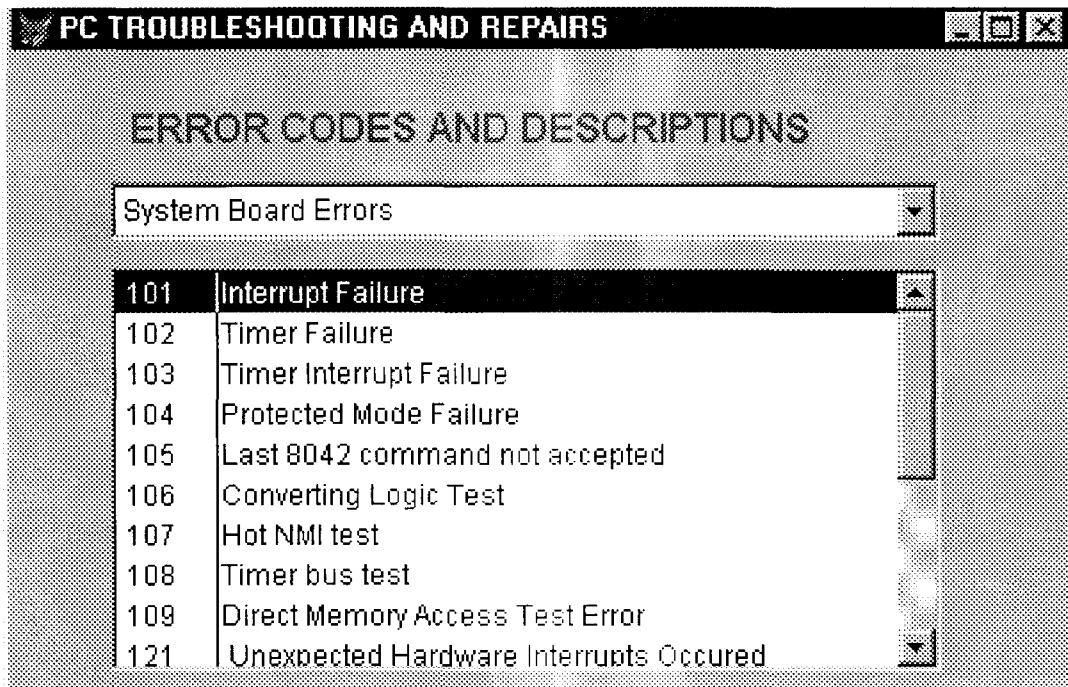 PC TROUBLESHOOTING AND REPAIRS
ERROR CODES AND DESCRIPTIONS
System Board Errors
101 Interrupt Failure
102 Timer Failure
103 Timer Interrupt Failure
104 Protected Mode Failure
105 Last 8042 command not accepted
106 Converting Logic Test
107 Hot NMI test
108 Timer bus test
109 Direct Memory Access Test Error
121 Unexpected Hardware Interrupts Occured